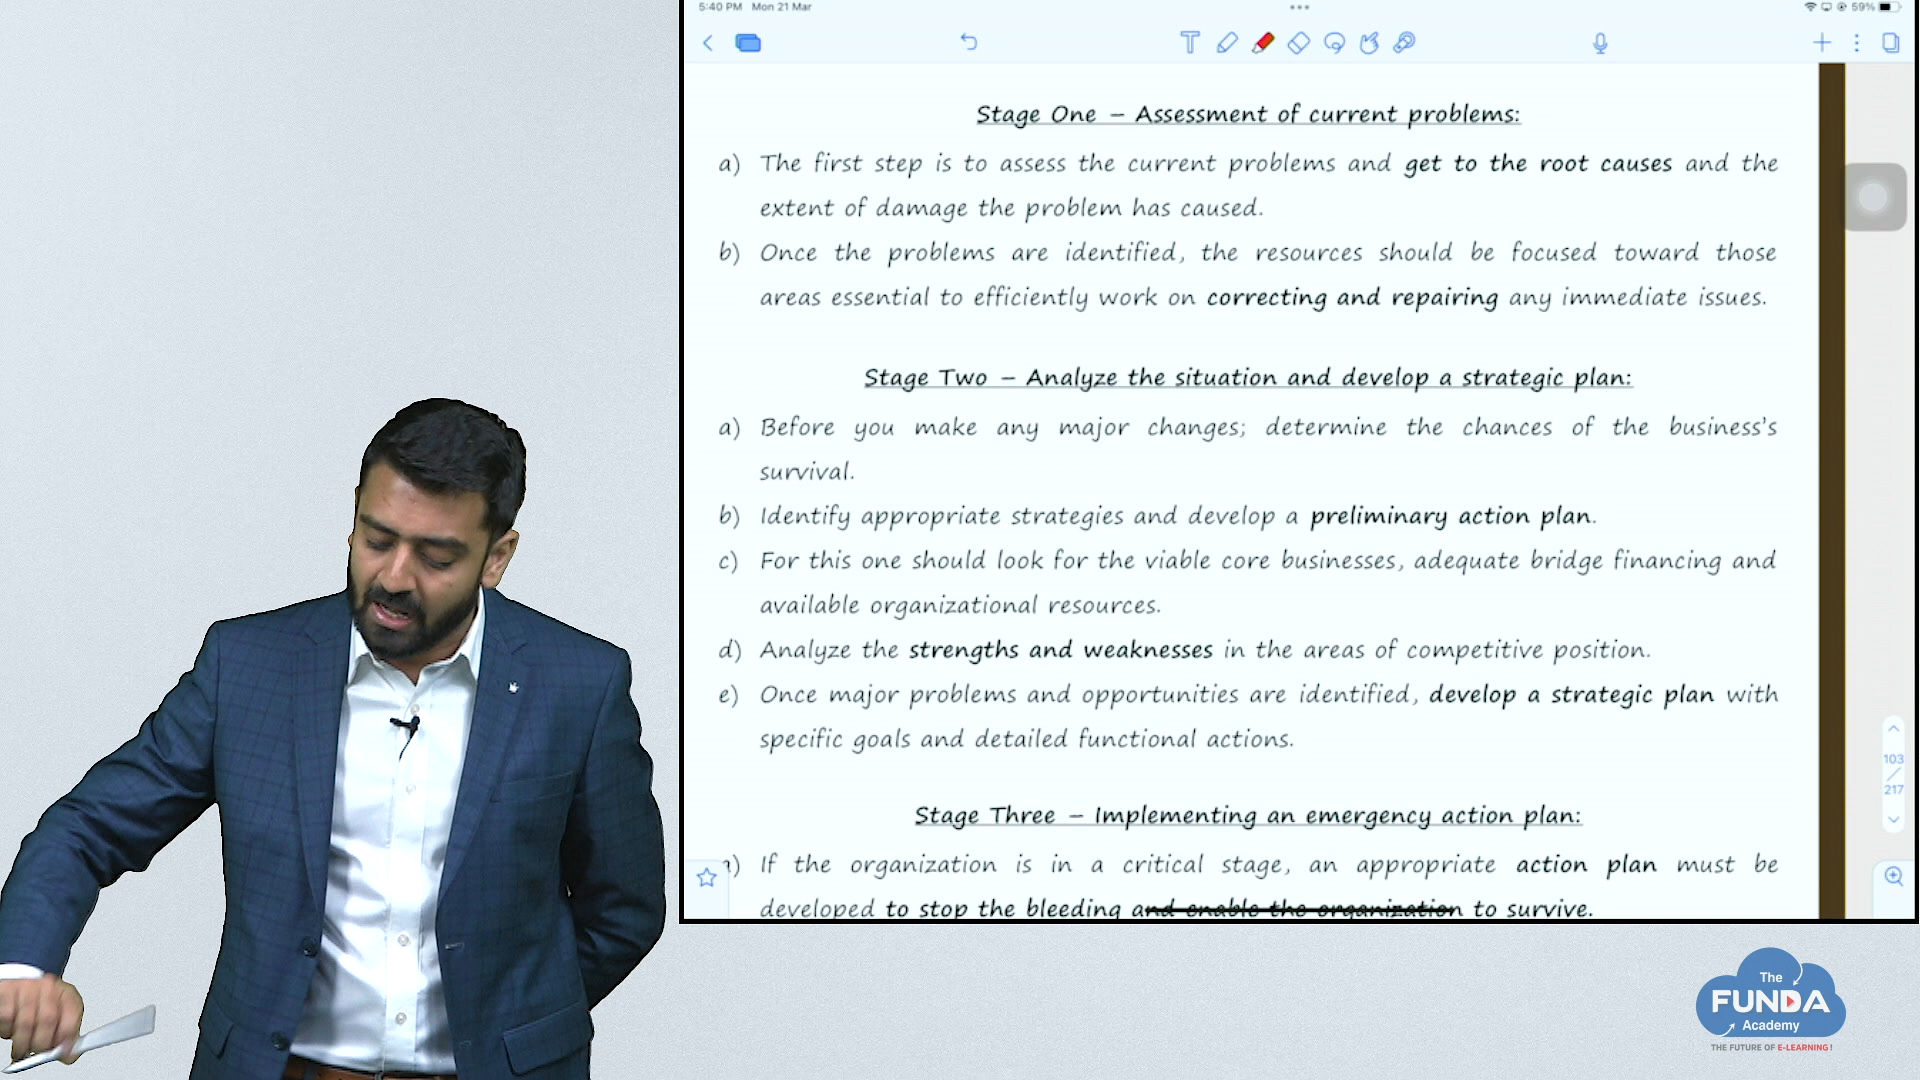 5:40 PM Mon 21 Mar
59%
Stage One – Assessment of current problems:
a) The first step is to assess the current problems and get to the root causes and the
extent of damage the problem has caused.
b) Once the problems are identified, the resources should be focused toward those
areas essential to efficiently work on correcting and repairing any immediate issues.
Stage Two – Analyze the situation and develop a strategic plan:
a) Before you make any major changes; determine the chances of the business's
survival.
b) Identify appropriate strategies and develop a preliminary action plan.
c) For this one should look for the viable core businesses, adequate bridge financing and
available organizational resources.
d) Analyze the strengths and weaknesses in the areas of competitive position.
e) Once major problems and opportunities are identified, develop a strategic plan with
specific goals and detailed functional actions.
103
/
217
Stage Three – Implementing an emergency action plan:
a) If the organization is in a critical stage, an appropriate action plan must be
developed to stop the bleeding and enable the organization to survive.
The
FUNDA
Academy
THE FUTURE OF E-LEARNING!